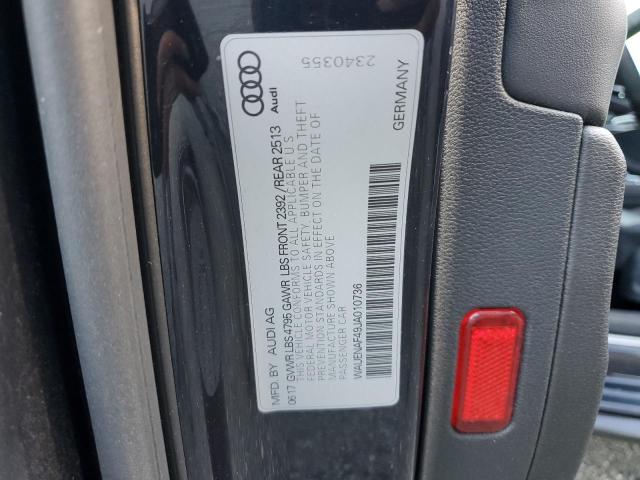 MFD. BY AUDI AG
06 17 GVWR LBS 4795 GAWR LBS FRONT 2392 /REAR 2513
THIS VEHICLE CONFORMS TO ALL APPLICABLE U S
FEDERAL MOTOR VEHICLE SAFETY, BUMPER AND THEFT
PREVENTION STANDARDS IN EFFECT ON THE DATE OF
MANUFACTURE SHOWN ABOVE
PASSENGER CAR
WAUENAF49JA010736
GERMANY
Audi
2340355